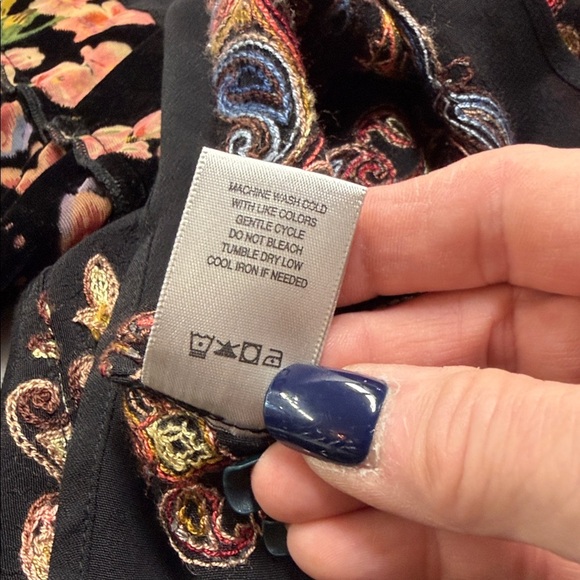 MACHINE WASH COLD
WITH LIKE COLORS
GENTLE CYCLE
DO NOT BLEACH
TUMBLE DRY LOW
COOL IRON IF NEEDED